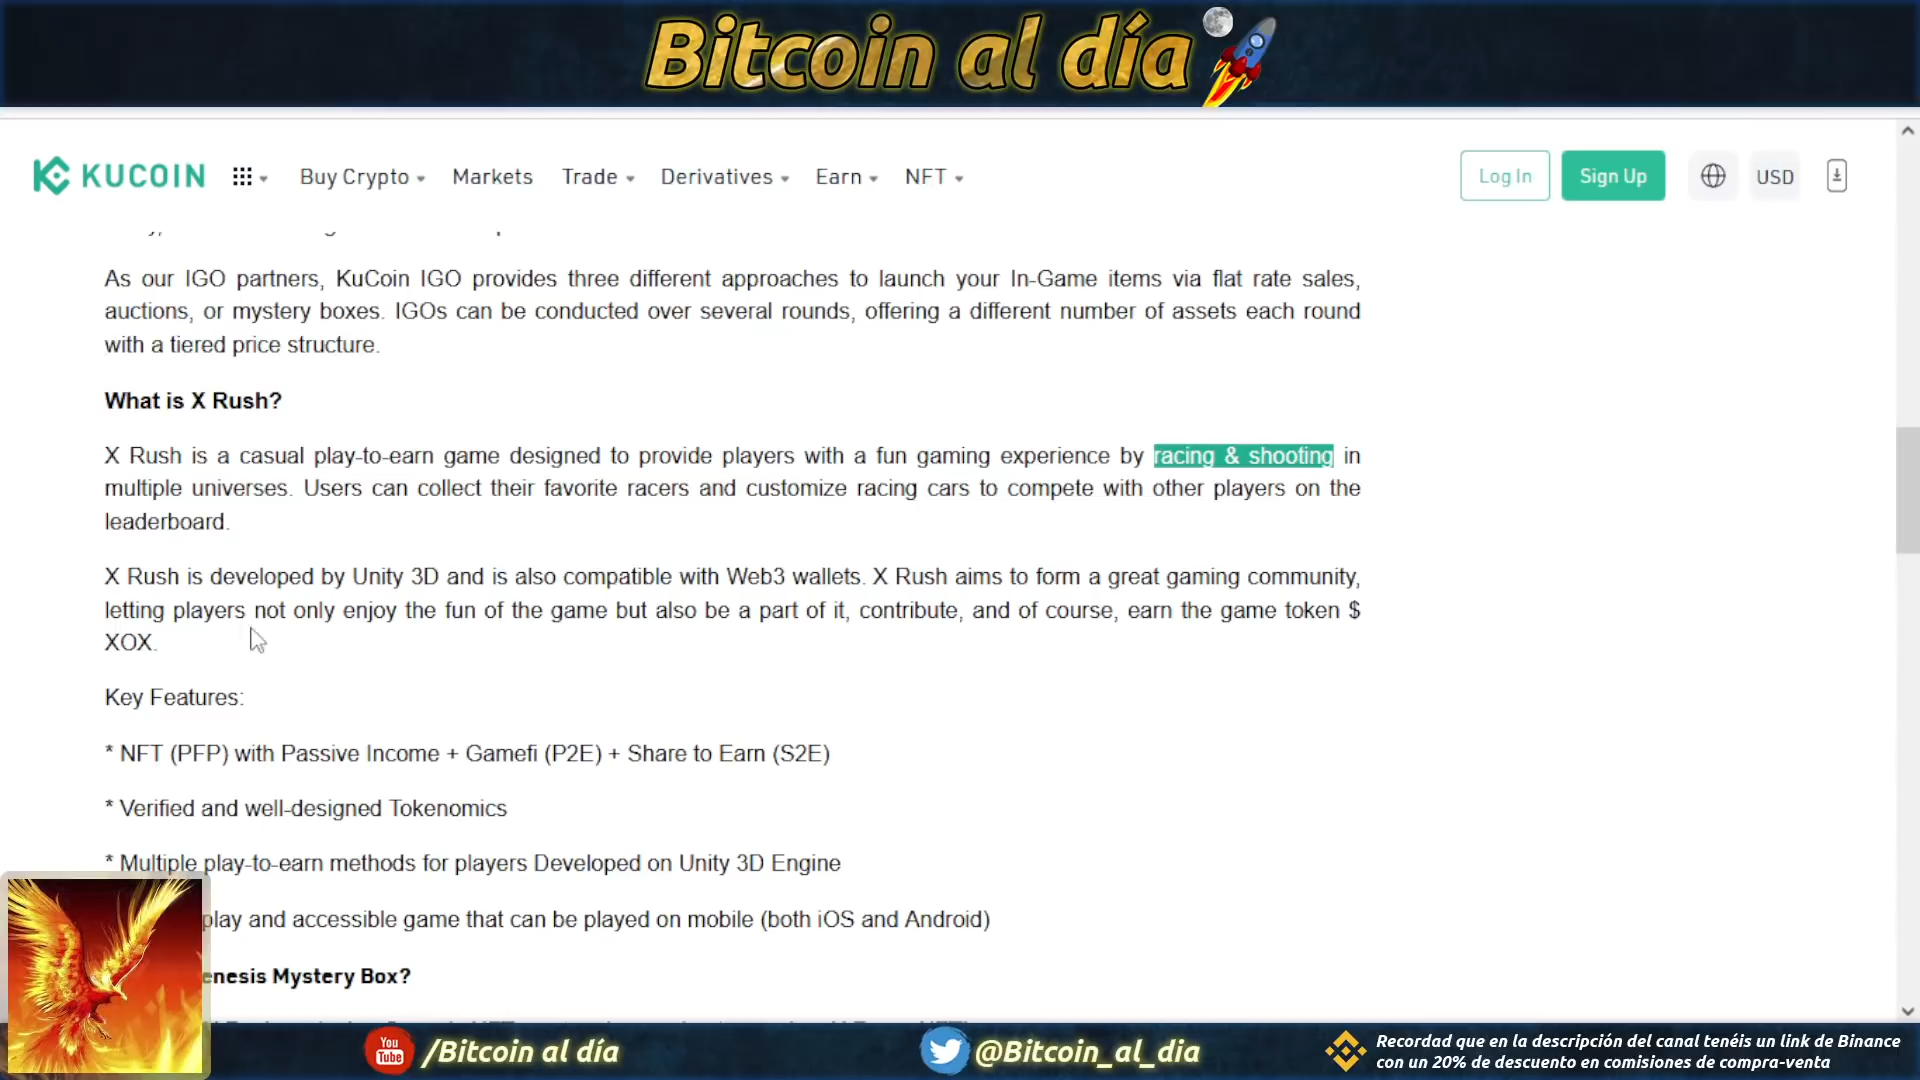 Bitcoin al día
KUCOIN
Buy Crypto
Markets
Trade
Derivatives
Earn
NFT
Log In
Sign Up
USD
As our IGO partners, KuCoin IGO provides three different approaches to launch your In-Game items via flat rate sales,
auctions, or mystery boxes. IGOs can be conducted over several rounds, offering a different number of assets each round
with a tiered price structure.
What is X Rush?
X Rush is a casual play-to-earn game designed to provide players with a fun gaming experience by racing & shooting in
multiple universes. Users can collect their favorite racers and customize racing cars to compete with other players on the
leaderboard.
X Rush is developed by Unity 3D and is also compatible with Web3 wallets. X Rush aims to form a great gaming community,
letting players not only enjoy the fun of the game but also be a part of it, contribute, and of course, earn the game token $
XOX.
Key Features:
* NFT (PFP) with Passive Income + Gamefi (P2E) + Share to Earn (S2E)
* Verified and well-designed Tokenomics
* Multiple play-to-earn methods for players Developed on Unity 3D Engine
play and accessible game that can be played on mobile (both iOS and Android)
enesis Mystery Box?
You Tube /Bitcoin al día
@Bitcoin_al_dia
Recordad que en la descripción del canal tenéis un link de Binance
con un 20% de descuento en comisiones de compra-venta